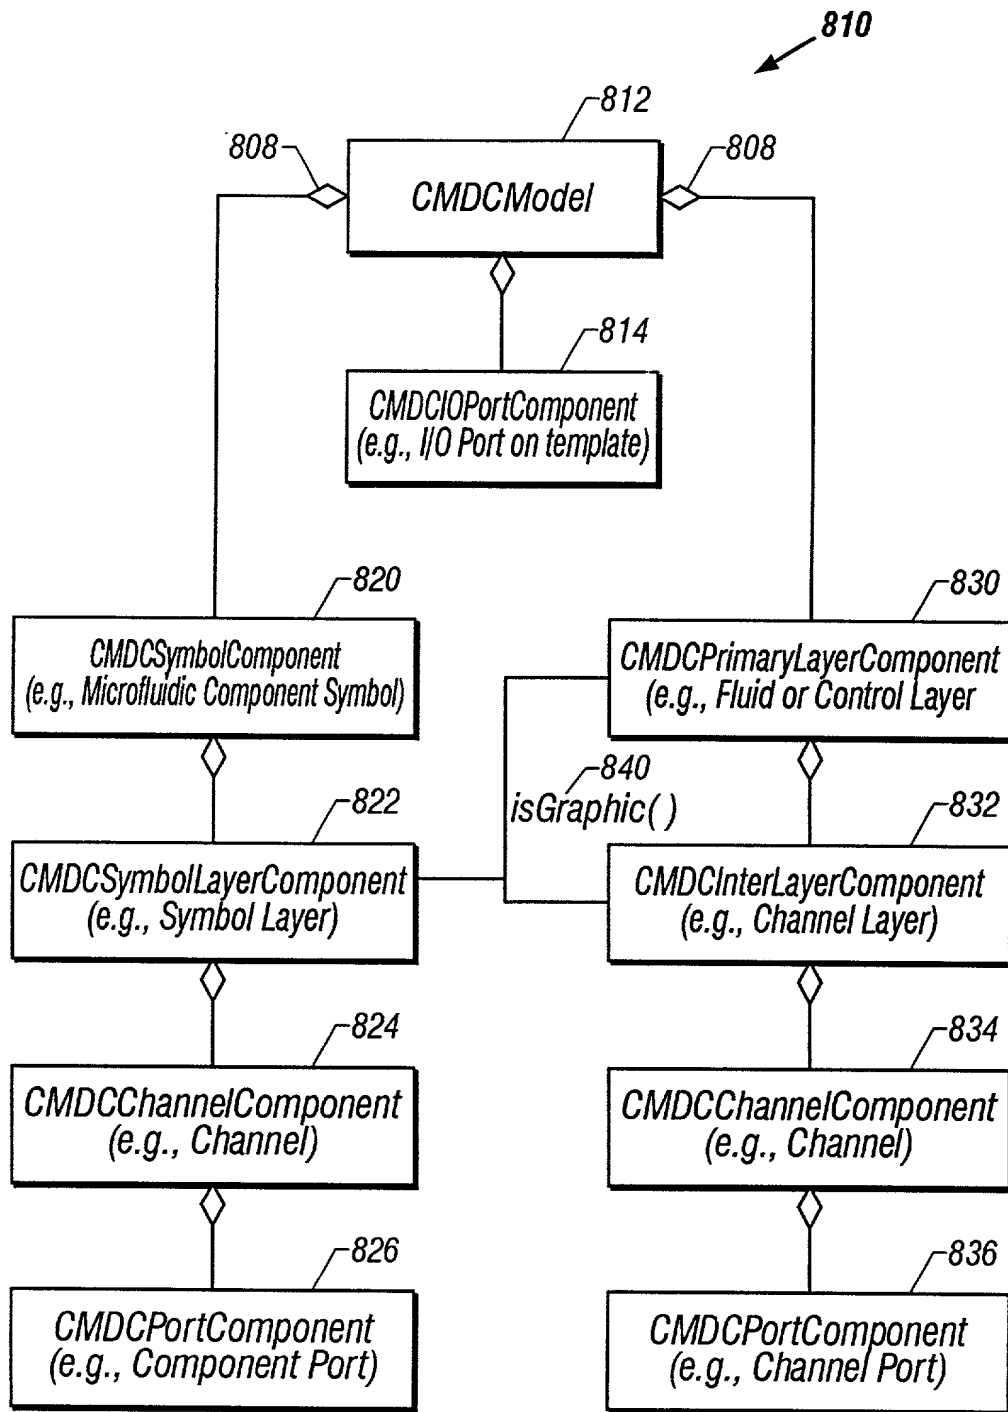 810
812
808
808
CMDCModel
814
CMDCIOPortComponent
(e.g., I/O Port on template)
820
830
CMDCSymbolComponent
(e.g., Microfluidic Component Symbol)
CMDCPrimaryLayerComponent
(e.g., Fluid or Control Layer
840
isGraphic( )
822
832
CMDCSymbolLayerComponent
(e.g., Symbol Layer)
CMDCInterLayerComponent
(e.g., Channel Layer)
824
834
CMDCChannelComponent
(e.g., Channel)
CMDCChannelComponent
(e.g., Channel)
826
836
CMDCPortComponent
(e.g., Component Port)
CMDCPortComponent
(e.g., Channel Port)